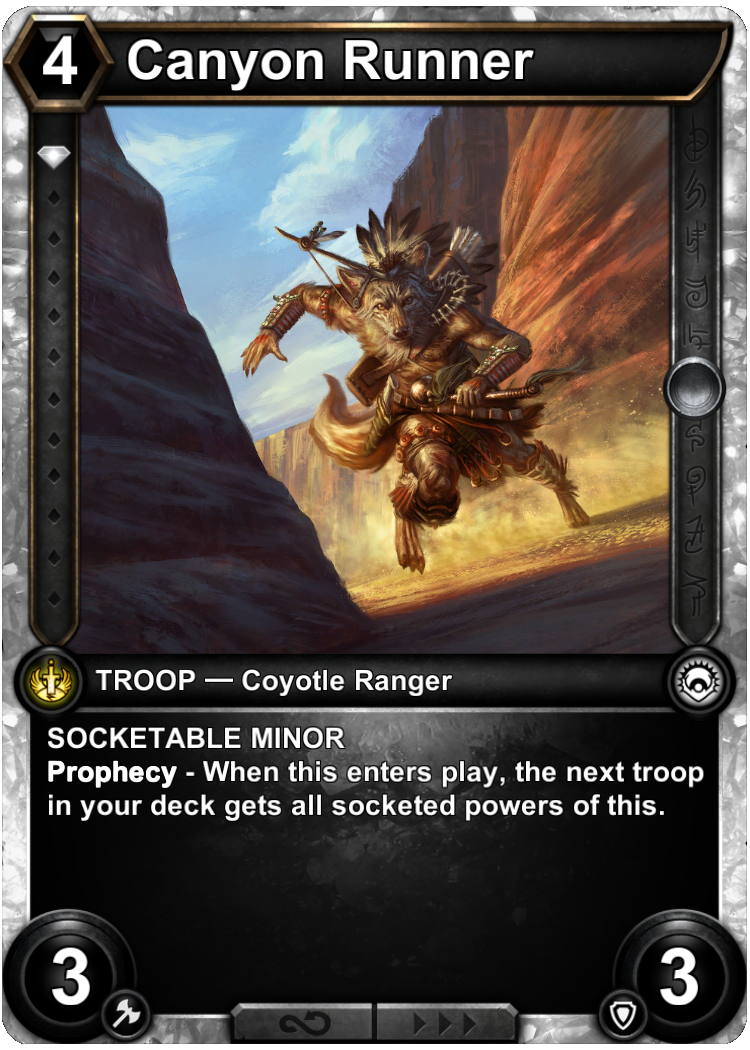 4 Canyon Runner
TROOP — Coyotle Ranger
SOCKETABLE MINOR
Prophecy - When this enters play, the next troop
in your deck gets all socketed powers of this.
3 3